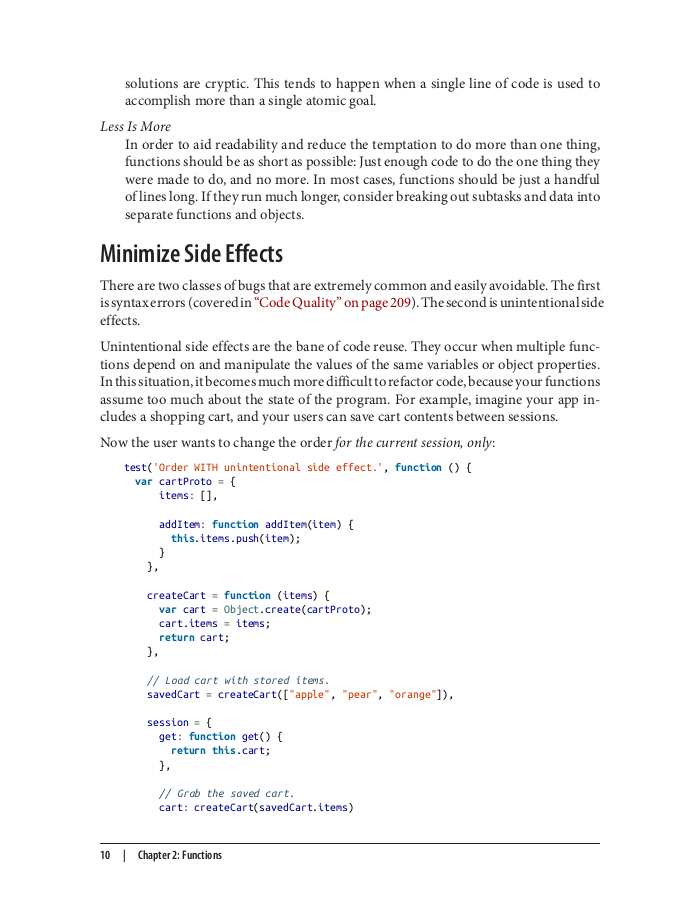 solutions are cryptic. This tends to happen when a single line of code is used to
accomplish more than a single atomic goal.
Less Is More
In order to aid readability and reduce the temptation to do more than one thing,
functions should be as short as possible: Just enough code to do the one thing they
were made to do, and no more. In most cases, functions should be just a handful
of lines long. If they run much longer, consider breaking out subtasks and data into
separate functions and objects.
Minimize Side Effects
There are two classes of bugs that are extremely common and easily avoidable. The first
is syntax errors (covered in “Code Quality” on page 209). The second is unintentional side
effects.
Unintentional side effects are the bane of code reuse. They occur when multiple func-
tions depend on and manipulate the values of the same variables or object properties.
In this situation, it becomes much more difficult to refactor code, because your functions
assume too much about the state of the program. For example, imagine your app in-
cludes a shopping cart, and your users can save cart contents between sessions.
Now the user wants to change the order for the current session, only:
test('Order WITH unintentional side effect.', function () {
  var cartProto = {
      items: [],

      addItem: function addItem(item) {
        this.items.push(item);
      }
    },

    createCart = function (items) {
      var cart = Object.create(cartProto);
      cart.items = items;
      return cart;
    },

    // Load cart with stored items.
    savedCart = createCart(["apple", "pear", "orange"]),

    session = {
      get: function get() {
        return this.cart;
      },

      // Grab the saved cart.
      cart: createCart(savedCart.items)
10 | Chapter 2: Functions